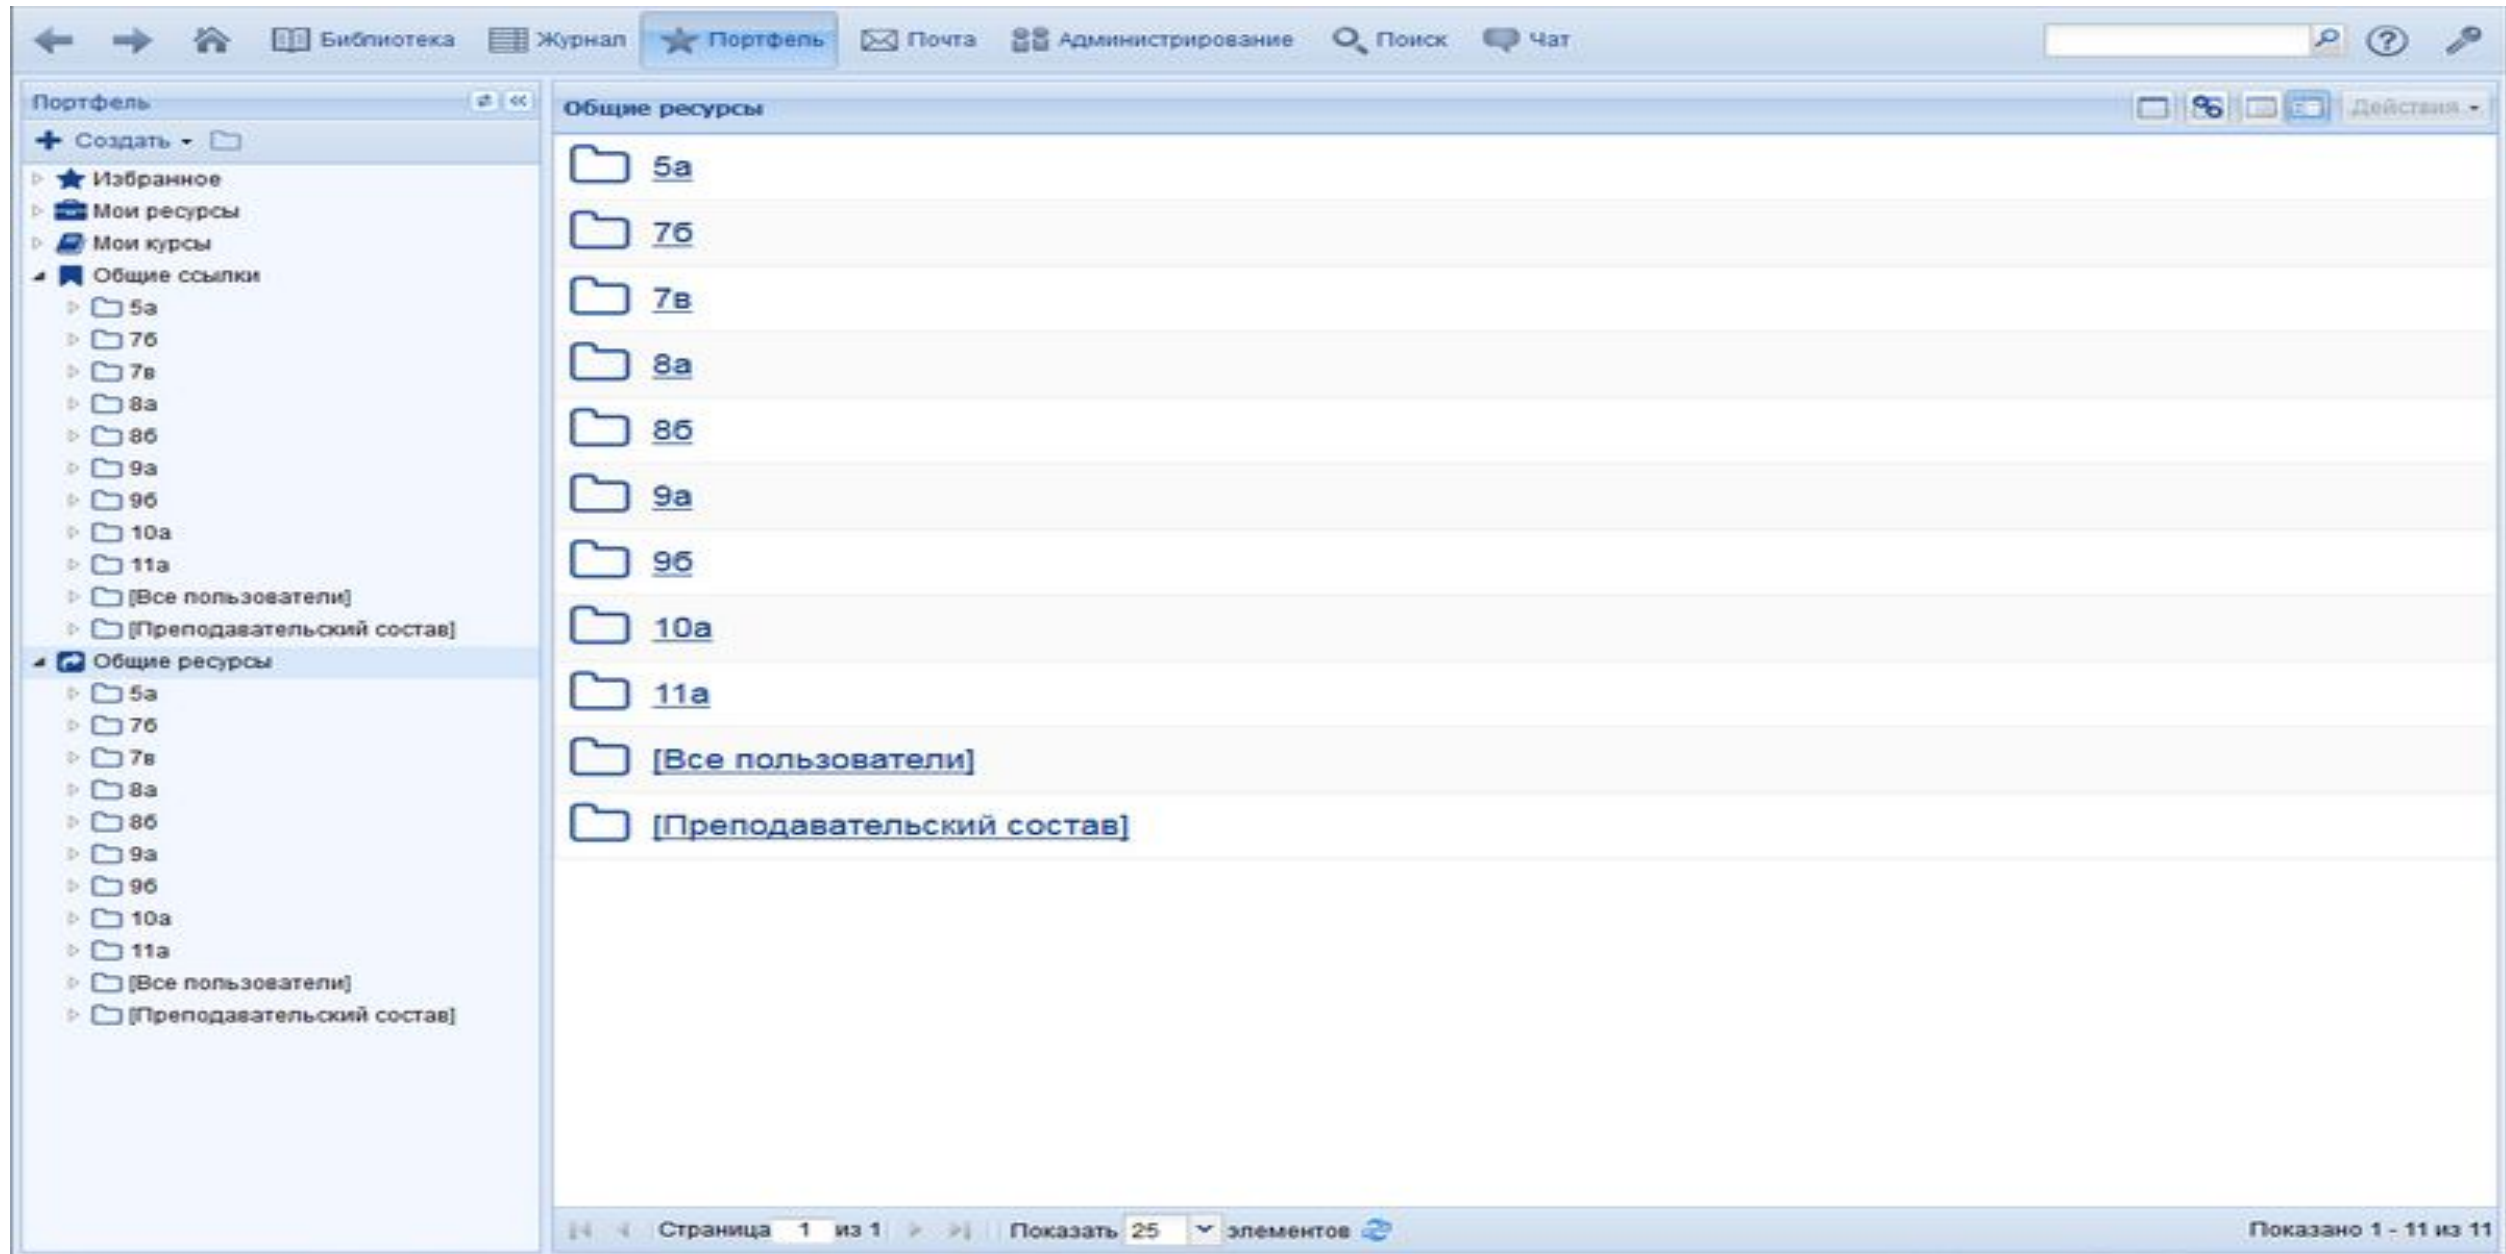 Библиотека Журнал Портфель Почта Администрирование Поиск Чат
Портфель
Создать
Избранное
Мои ресурсы
Мои курсы
Общие ссылки
5а
7б
7в
8а
8б
9а
9б
10а
11а
[Все пользователи]
[Преподавательский состав]
Общие ресурсы
5а
7б
7в
8а
8б
9а
9б
10а
11а
[Все пользователи]
[Преподавательский состав]
Общие ресурсы Действия
5а
7б
7в
8а
8б
9а
9б
10а
11а
[Все пользователи]
[Преподавательский состав]
Страница 1 из 1 Показать 25 элементов Показано 1 - 11 из 11